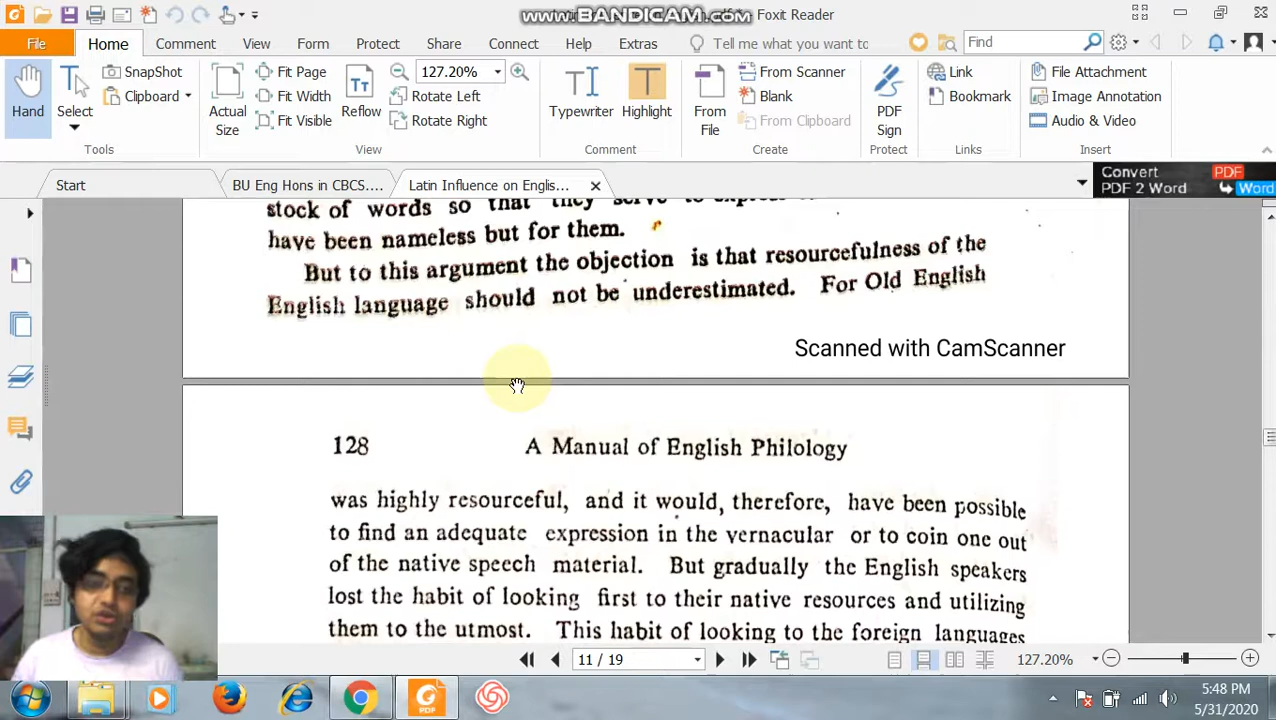 www.BANDICAM.com
Foxit Reader
File
Home
Comment
View
Form
Protect
Share
Connect
Help
Extras
Tell me what you want to
Find
Hand
Select
SnapShot
Clipboard
Actual
Size
Fit Page
Fit Width
Fit Visible
Reflow
127.20%
Rotate Left
Rotate Right
Typewriter
Highlight
From
File
From Scanner
Blank
From Clipboard
PDF
Sign
Link
Bookmark
File Attachment
Image Annotation
Audio & Video
Tools
View
Comment
Create
Protect
Links
Insert
Start
BU Eng Hons in CBCS....
Latin Influence on Englis...
Convert PDF
PDF 2 Word Word
stock of words so that they serve to
have been nameless but for them.
But to this argument the objection is that resourcefulness of the
English language should not be underestimated. For Old English
Scanned with CamScanner
128 A Manual of English Philology
was highly resourceful, and it would, therefore, have been possible
to find an adequate expression in the vernacular or to coin one out
of the native speech material. But gradually the English speakers
lost the habit of looking first to their native resources and utilizing
them to the utmost. This habit of looking to the foreign languages
11 / 19
127.20%
PDF
5:48 PM
5/31/2020